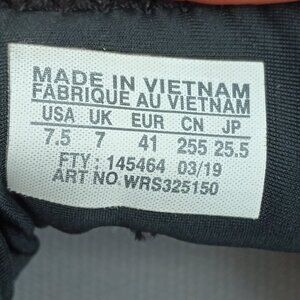 MADE IN VIETNAM
FABRIQUE AU VIETNAM
USA UK EUR CN JP
7.5 7 41 255 25.5
FTY: 145464 03/19
ART NO. WRS325150